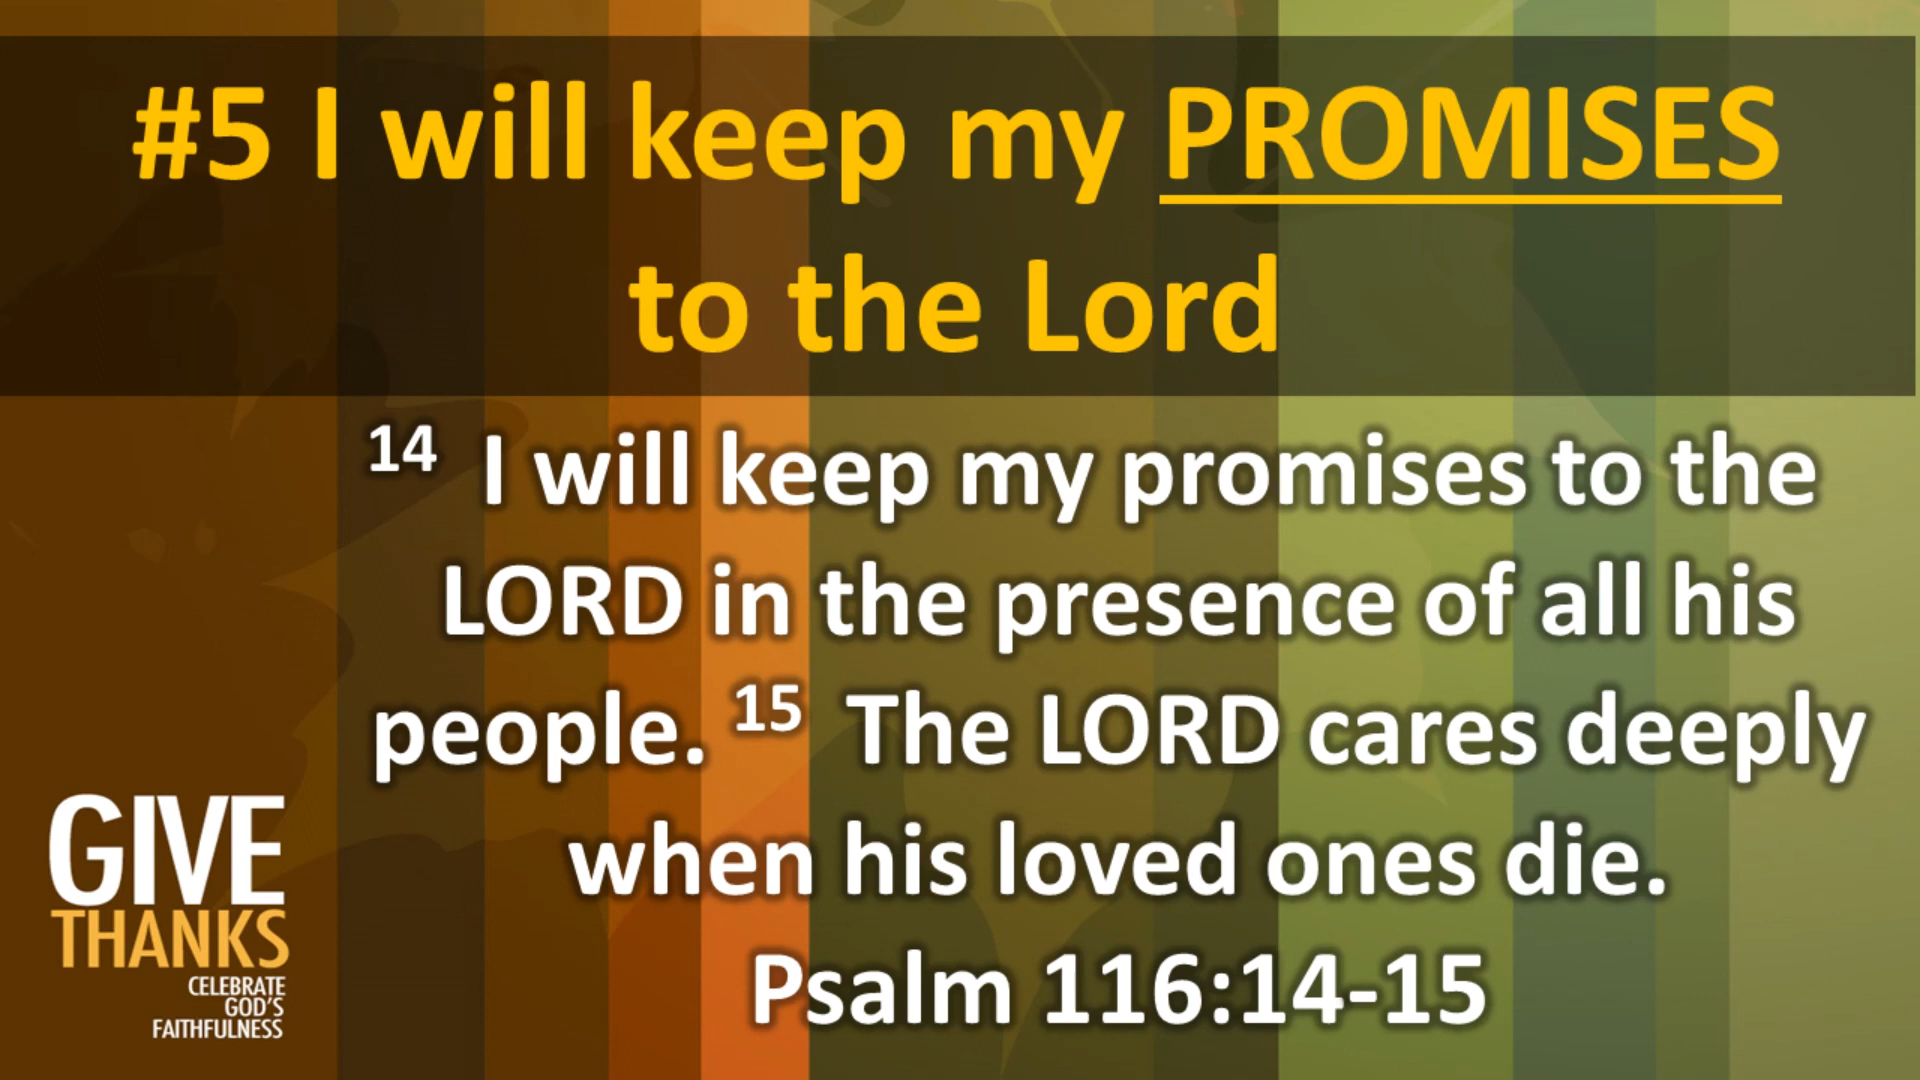 #5 I will keep my PROMISES
to the Lord
14 I will keep my promises to the
LORD in the presence of all his
people. 15 The LORD cares deeply
when his loved ones die.
Psalm 116:14-15
GIVE
THANKS
CELEBRATE
GOD'S
FAITHFULNESS